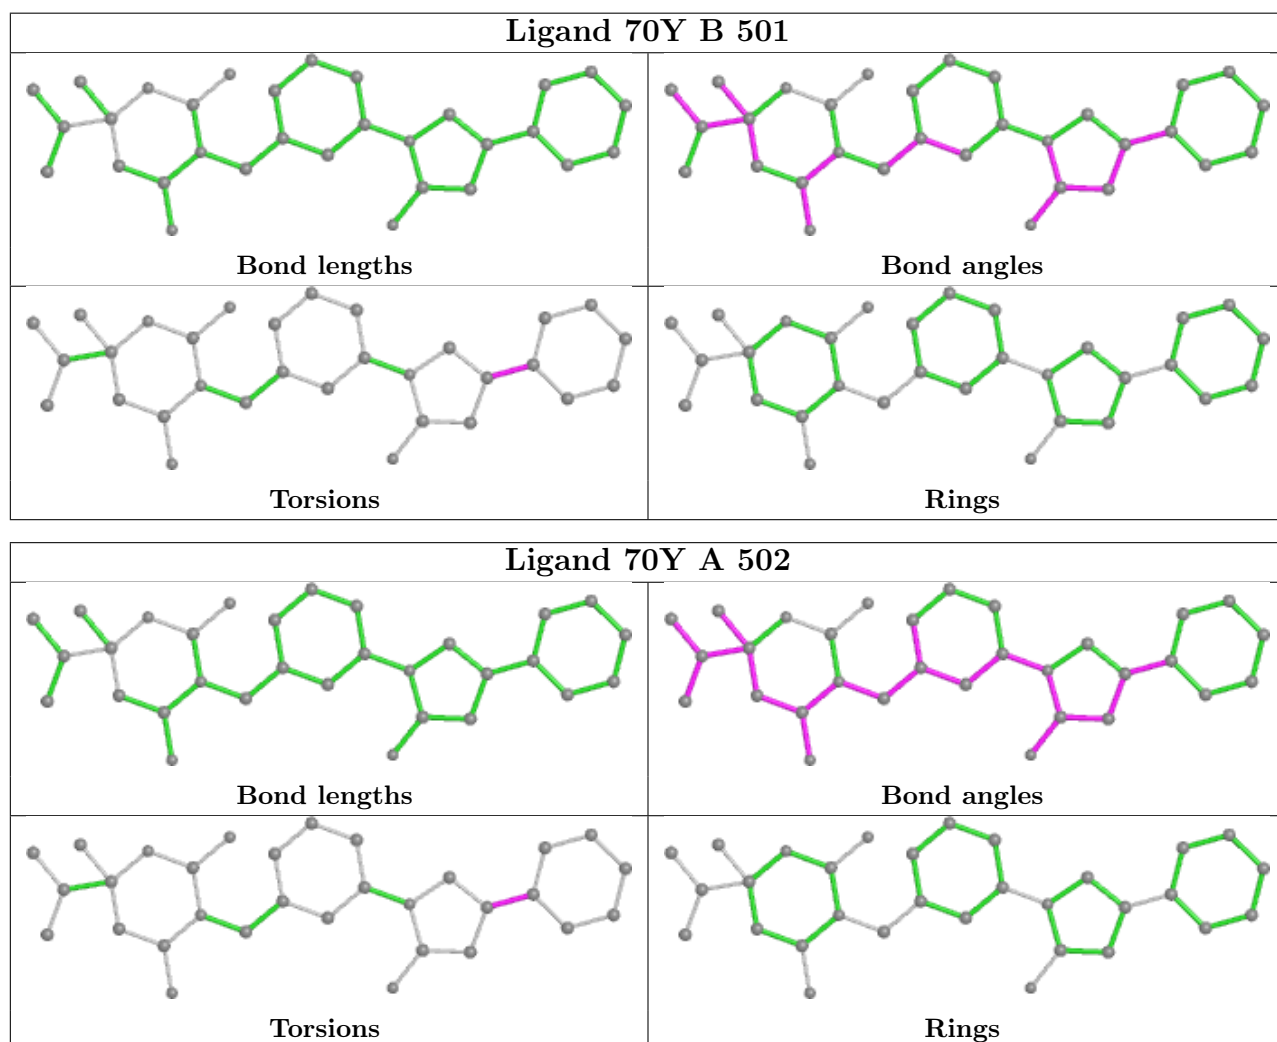 Ligand 70Y B 501
Bond lengths
Bond angles
Torsions
Rings
Ligand 70Y A 502
Bond lengths
Bond angles
Torsions
Rings